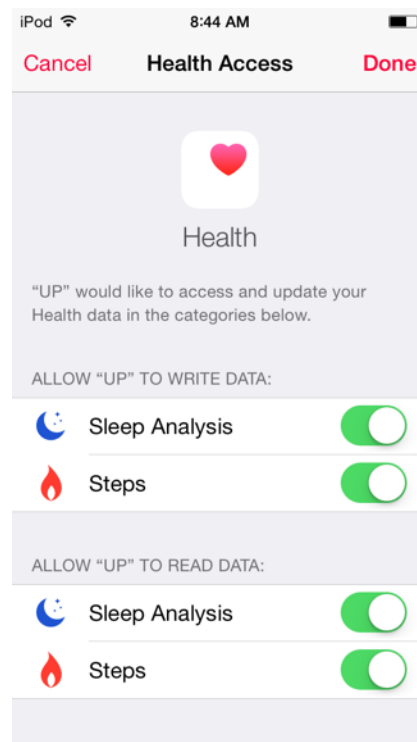 iPod 8:44 AM
Cancel Health Access Done
Health
“UP” would like to access and update your
Health data in the categories below.
ALLOW “UP” TO WRITE DATA:
Sleep Analysis
Steps
ALLOW “UP” TO READ DATA:
Sleep Analysis
Steps